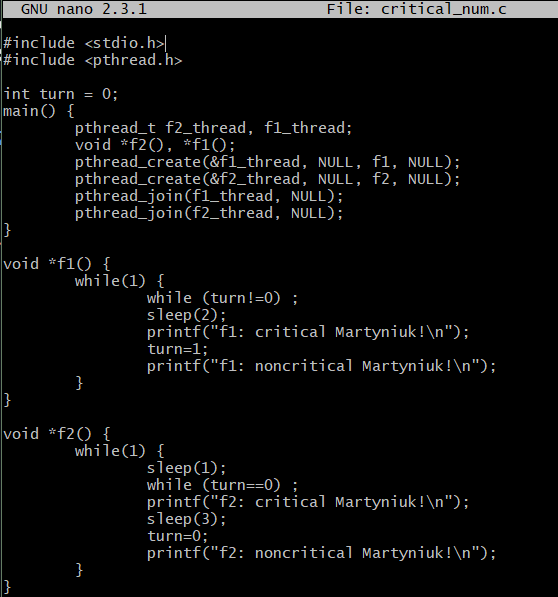 GNU nano 2.3.1 File: critical_num.c
#include <stdio.h>
#include <pthread.h>
int turn = 0;
main() {
pthread_t f2_thread, f1_thread;
void *f2(), *f1();
pthread_create(&f1_thread, NULL, f1, NULL);
pthread_create(&f2_thread, NULL, f2, NULL);
pthread_join(f1_thread, NULL);
pthread_join(f2_thread, NULL);
}
void *f1() {
while(1) {
while (turn!=0) ;
sleep(2);
printf("f1: critical Martyniuk!\n");
turn=1;
printf("f1: noncritical Martyniuk!\n");
}
}
void *f2() {
while(1) {
sleep(1);
while (turn==0) ;
printf("f2: critical Martyniuk!\n");
sleep(3);
turn=0;
printf("f2: noncritical Martyniuk!\n");
}
}